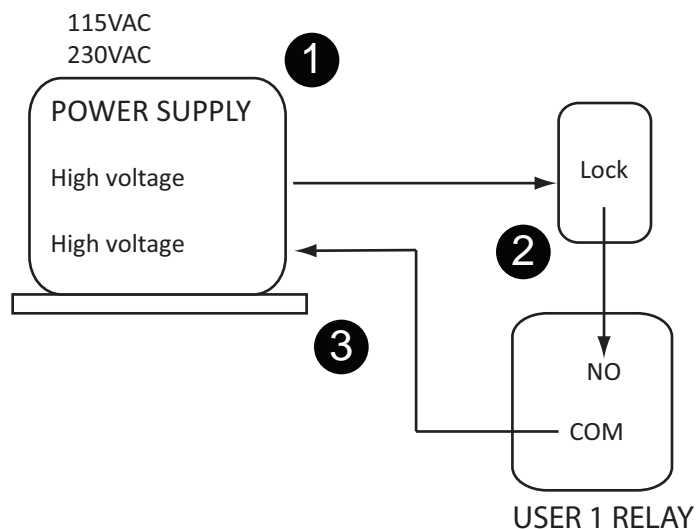 115VAC
230VAC
1
POWER SUPPLY
High voltage
Lock
High voltage
2
3
NO
COM
USER 1 RELAY